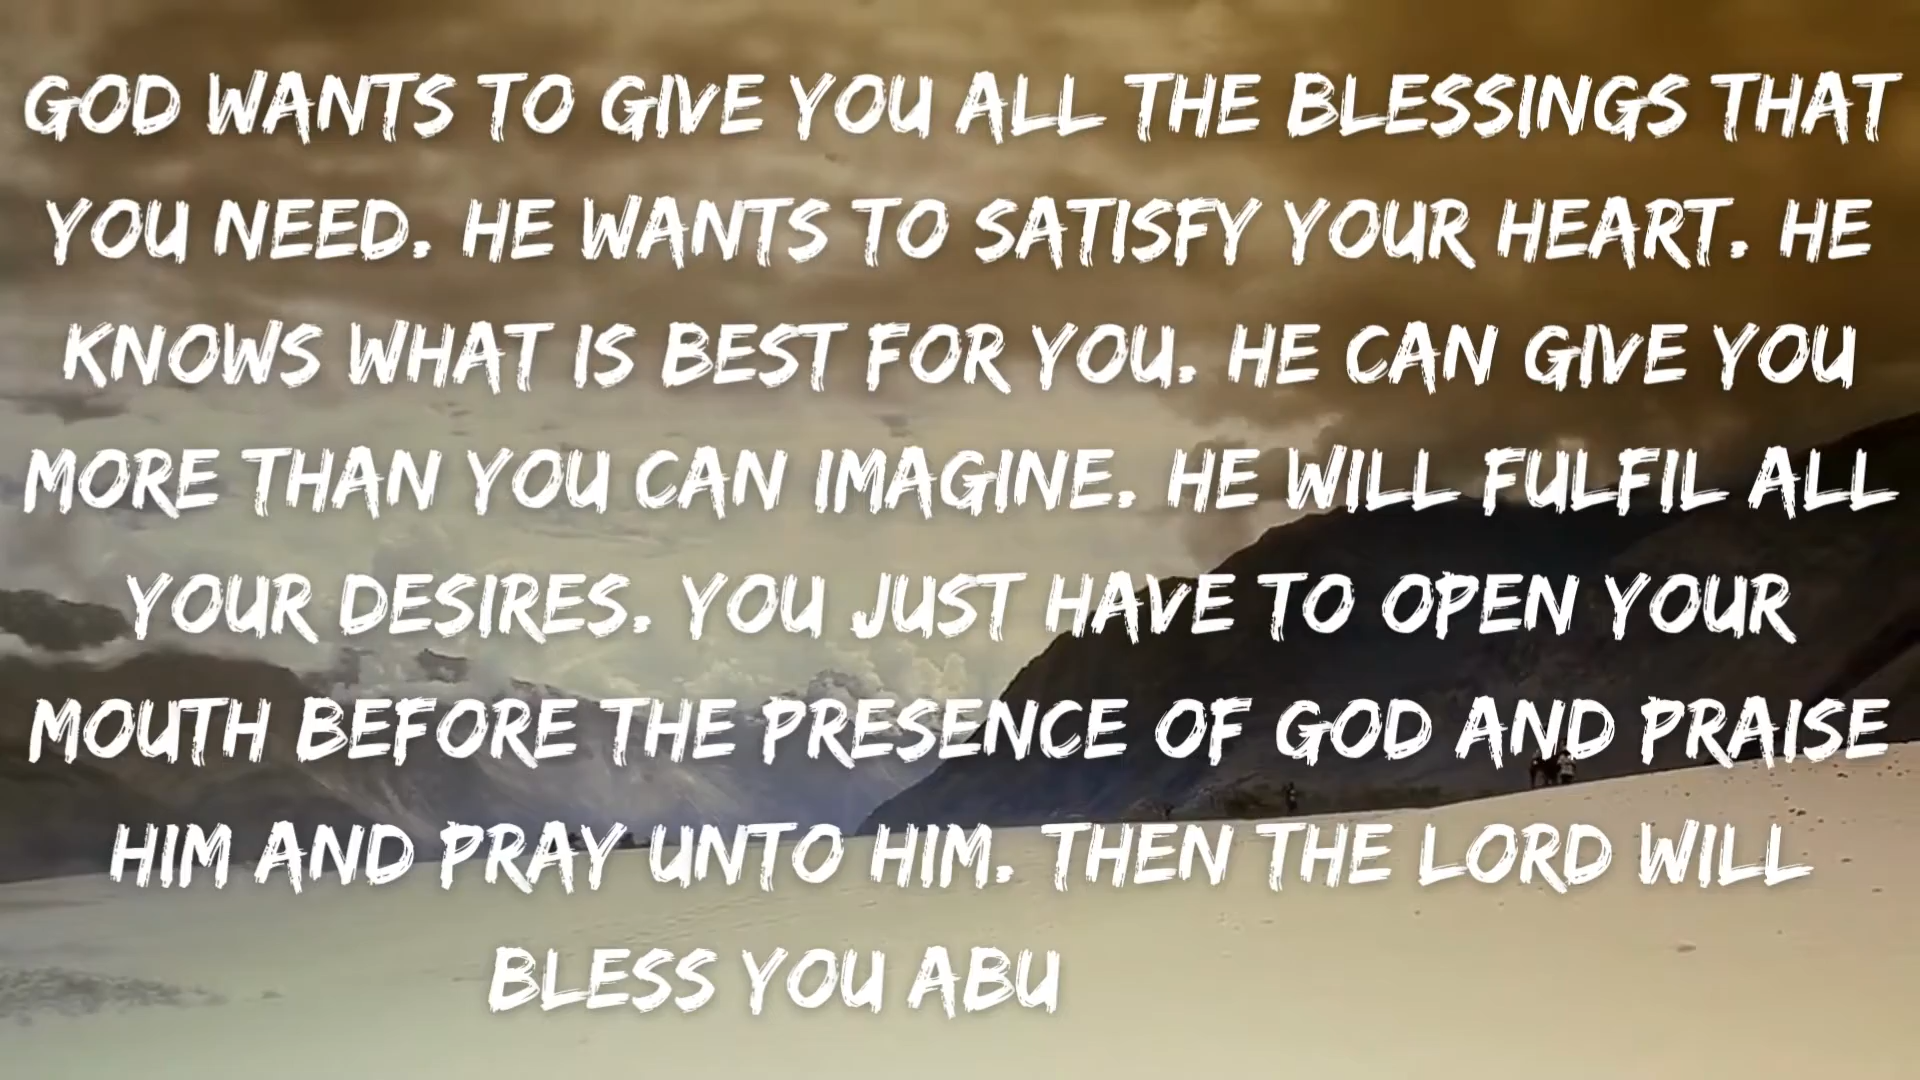 GOD WANTS TO GIVE YOU ALL THE BLESSINGS THAT
YOU NEED. HE WANTS TO SATISFY YOUR HEART. HE
KNOWS WHAT IS BEST FOR YOU. HE CAN GIVE YOU
MORE THAN YOU CAN IMAGINE. HE WILL FULFIL ALL
YOUR DESIRES. YOU JUST HAVE TO OPEN YOUR
MOUTH BEFORE THE PRESENCE OF GOD AND PRAISE
HIM AND PRAY UNTO HIM. THEN THE LORD WILL
BLESS YOU ABU